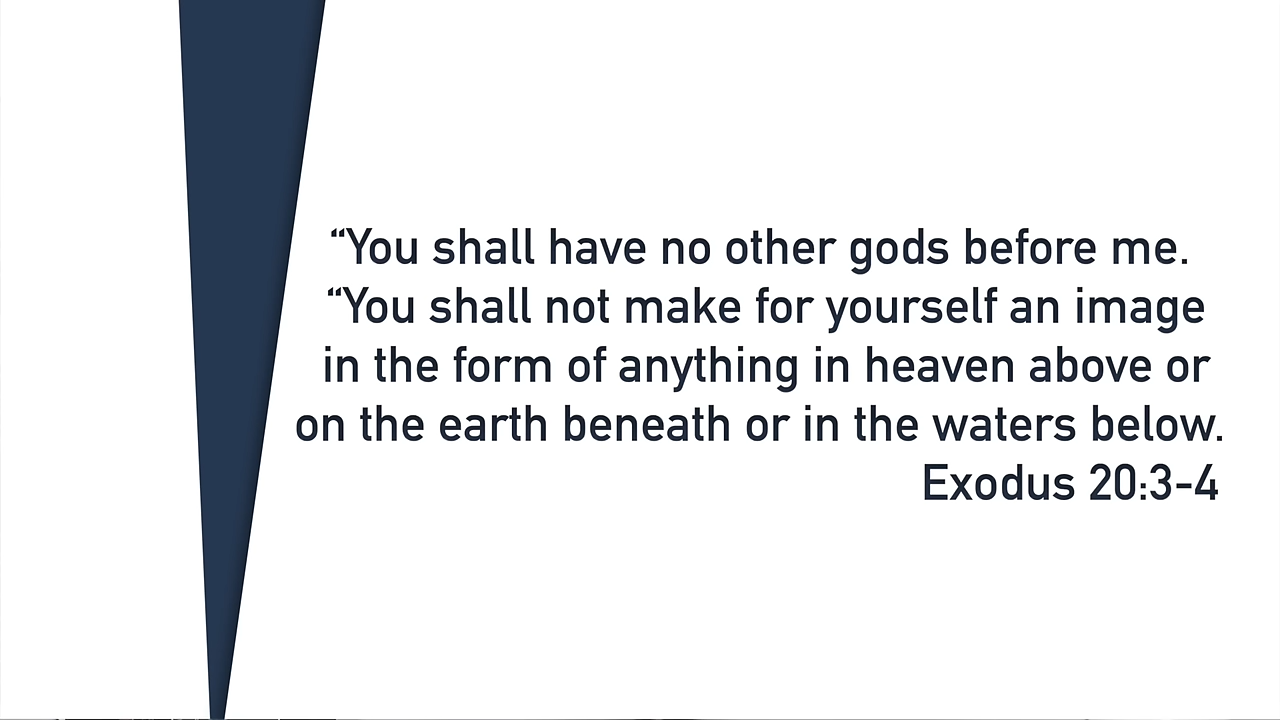 “You shall have no other gods before me.
“You shall not make for yourself an image
in the form of anything in heaven above or
on the earth beneath or in the waters below.
Exodus 20:3-4